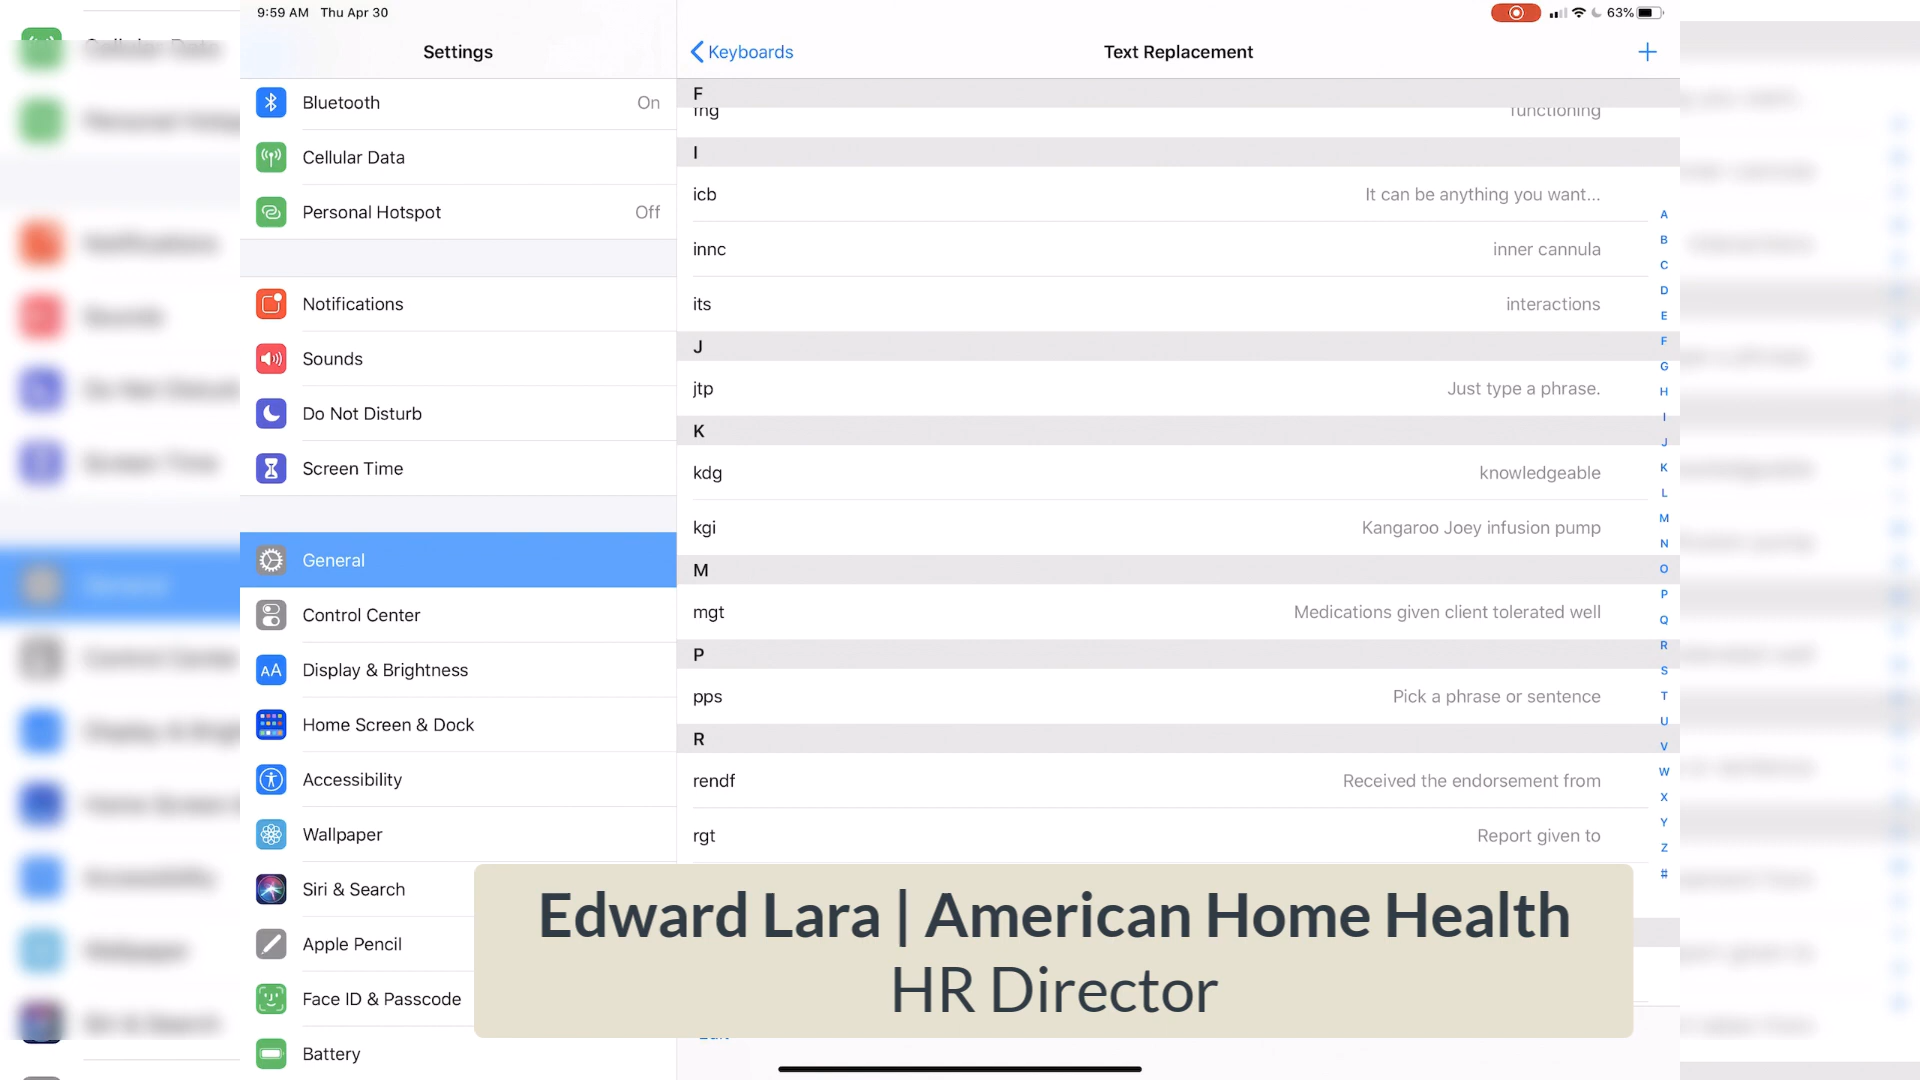 9:59 AM Thu Apr 30
63%
Settings
Bluetooth On
Cellular Data
Personal Hotspot Off
Notifications
Sounds
Do Not Disturb
Screen Time
General
Control Center
Display & Brightness
Home Screen & Dock
Accessibility
Wallpaper
Siri & Search
Apple Pencil
Face ID & Passcode
Battery
Keyboards
Text Replacement
F
functioning
I
icb It can be anything you want...
innc inner cannula
its interactions
J
jtp Just type a phrase.
K
kdg knowledgeable
kgi Kangaroo Joey infusion pump
M
mgt Medications given client tolerated well
P
pps Pick a phrase or sentence
R
rendf Received the endorsement from
rgt Report given to
A
B
C
D
E
F
G
H
I
J
K
L
M
N
O
P
Q
R
S
T
U
V
W
X
Y
Z
#
Edward Lara | American Home Health
HR Director